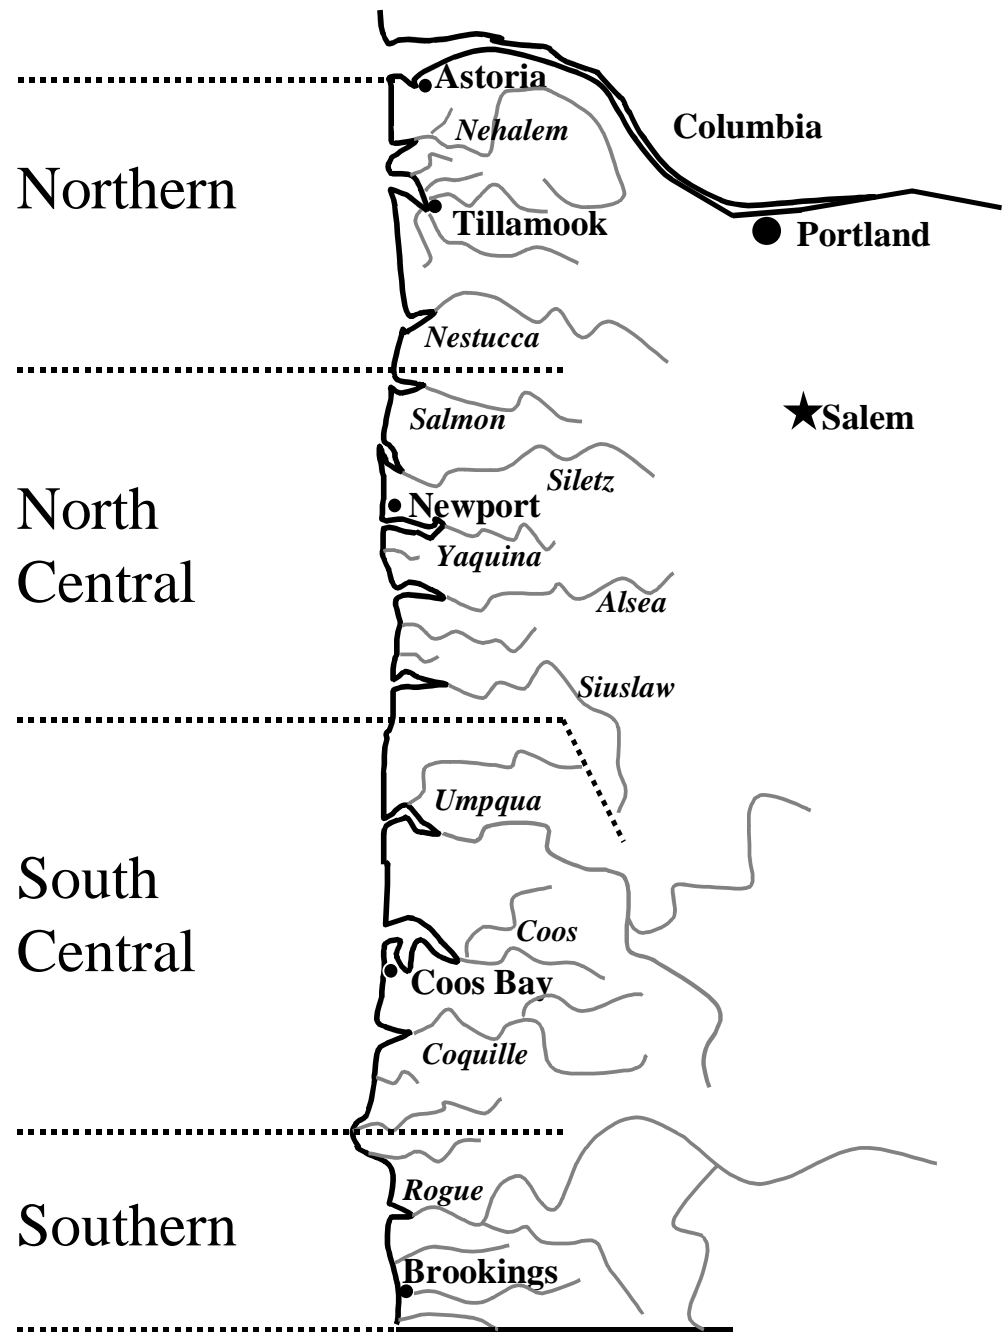 Astoria
Nehalem
Columbia
Northern
Tillamook
Portland
Nestucca
Salmon
Salem
Siletz
North
Central
Newport
Yaquina
Alsea
Siuslaw
Umpqua
South
Central
Coos
Coos Bay
Coquille
Rogue
Southern
Brookings